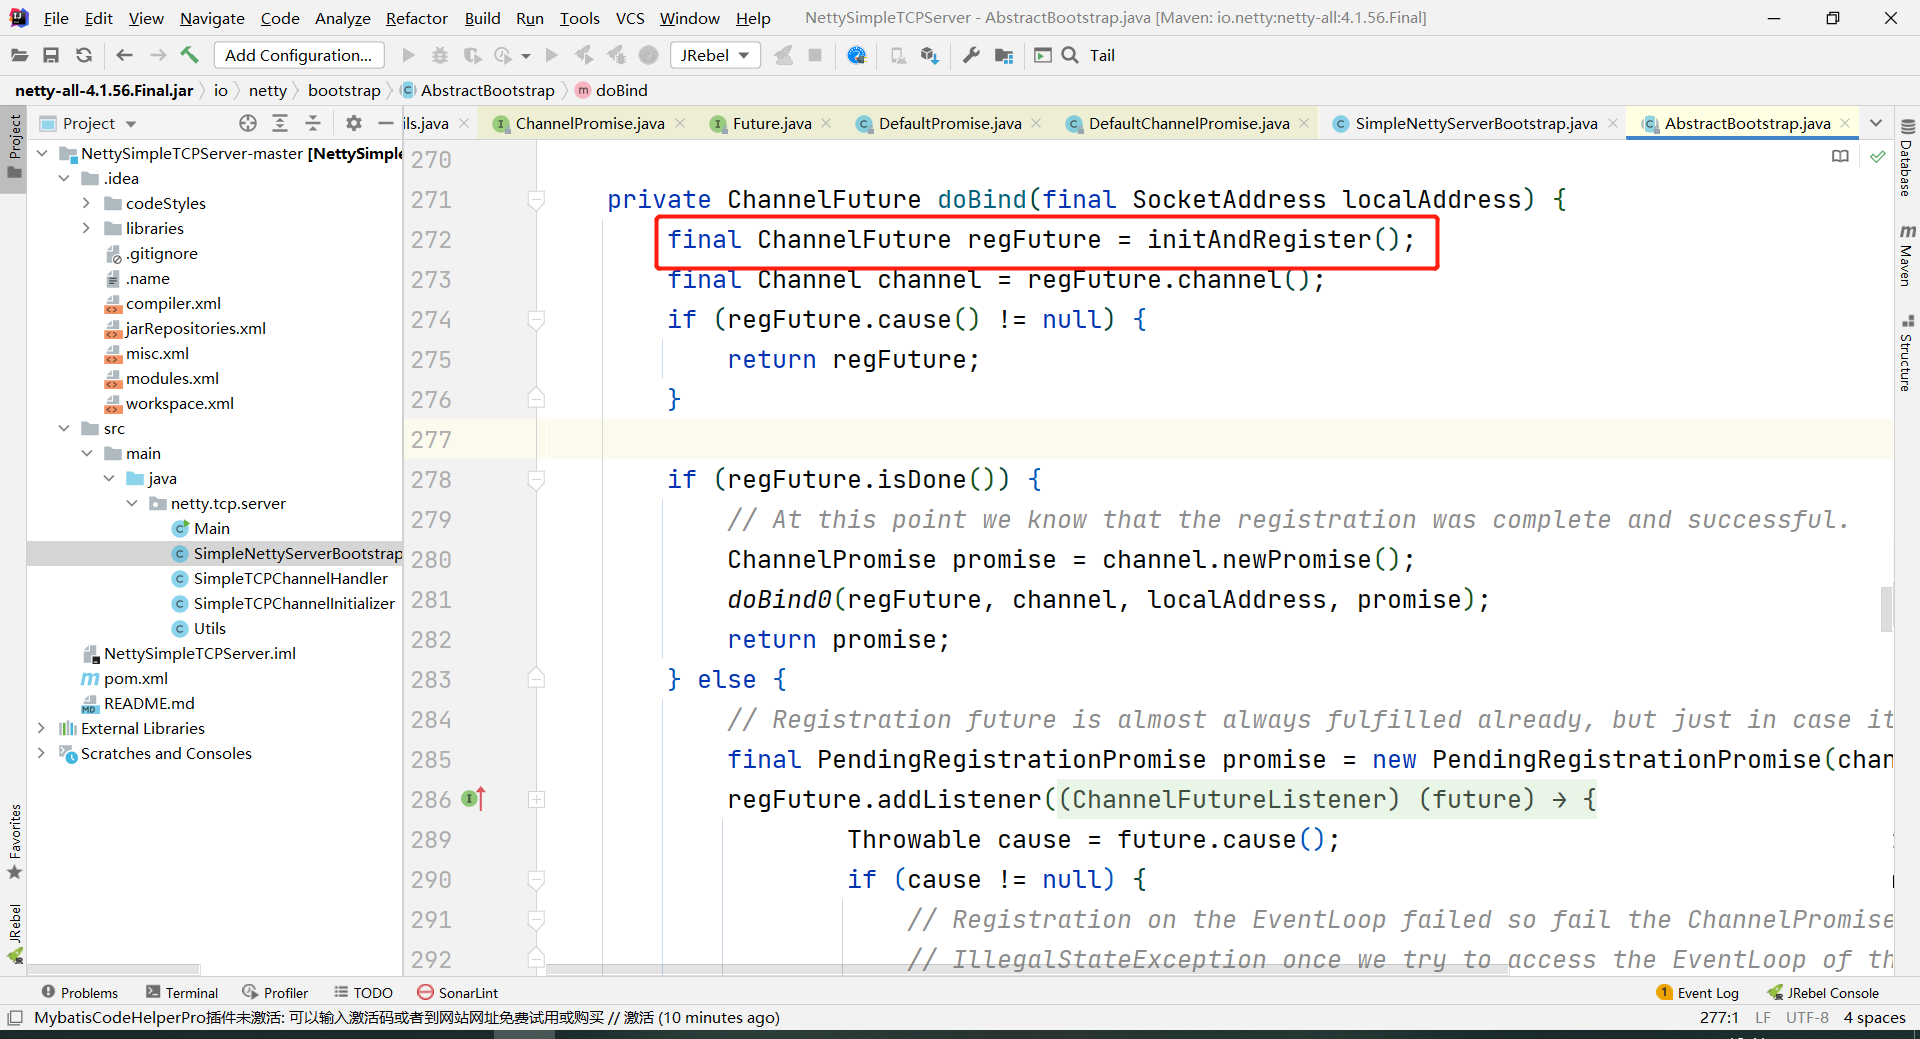 File Edit View Navigate Code Analyze Refactor Build Run Tools VCS Window Help NettySimpleTCPServer - AbstractBootstrap.java [Maven: io.netty:netty-all:4.1.56.Final]
Add Configuration... JRebel Tail
netty-all-4.1.56.Final.jar io netty bootstrap AbstractBootstrap doBind
Project
ils.java ChannelPromise.java Future.java DefaultPromise.java DefaultChannelPromise.java SimpleNettyServerBootstrap.java AbstractBootstrap.java
Project
Favorites
JRebel
NettySimpleTCPServer-master [NettySimple
.idea
codeStyles
libraries
.gitignore
.name
compiler.xml
jarRepositories.xml
misc.xml
modules.xml
workspace.xml
src
main
java
netty.tcp.server
Main
SimpleNettyServerBootstrap
SimpleTCPChannelHandler
SimpleTCPChannelInitializer
Utils
NettySimpleTCPServer.iml
pom.xml
README.md
External Libraries
Scratches and Consoles
270
271 private ChannelFuture doBind(final SocketAddress localAddress) {
272 final ChannelFuture regFuture = initAndRegister();
273 final Channel channel = regFuture.channel();
274 if (regFuture.cause() != null) {
275 return regFuture;
276 }
277
278 if (regFuture.isDone()) {
279 // At this point we know that the registration was complete and successful.
280 ChannelPromise promise = channel.newPromise();
281 doBind0(regFuture, channel, localAddress, promise);
282 return promise;
283 } else {
284 // Registration future is almost always fulfilled already, but just in case it
285 final PendingRegistrationPromise promise = new PendingRegistrationPromise(chan
286 regFuture.addListener((ChannelFutureListener) (future) → {
289 Throwable cause = future.cause();
290 if (cause != null) {
291 // Registration on the EventLoop failed so fail the ChannelPromise
292 // IllegalStateException once we try to access the EventLoop of th
Database
Maven
Structure
Problems Terminal Profiler TODO SonarLint 1 Event Log JRebel Console
MybatisCodeHelperPro插件未激活: 可以输入激活码或者到网站网址免费试用或购买 // 激活 (10 minutes ago) 277:1 LF UTF-8 4 spaces